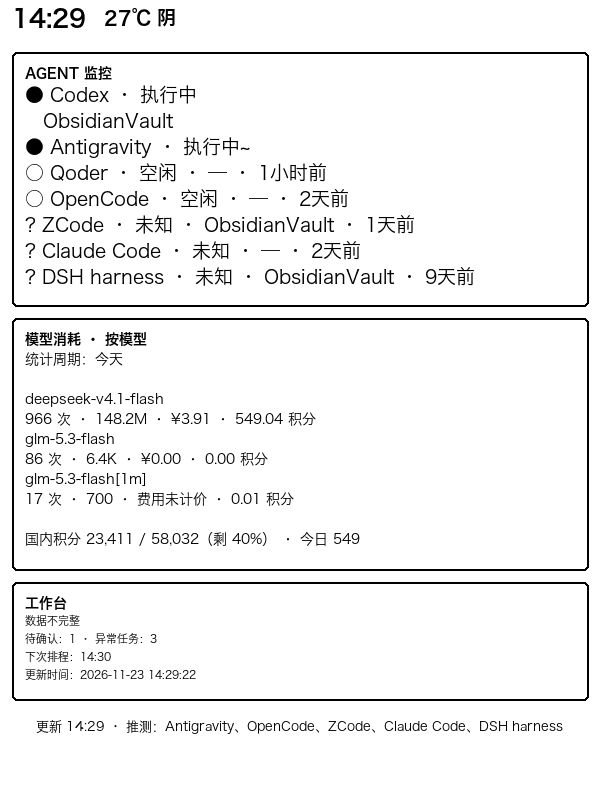 14:29 27℃ 阴
AGENT 监控
● Codex · 执行中
ObsidianVault
● Antigravity · 执行中~
○ Qoder · 空闲 · — · 1小时前
○ OpenCode · 空闲 · — · 2天前
? ZCode · 未知 · ObsidianVault · 1天前
? Claude Code · 未知 · — · 2天前
? DSH harness · 未知 · ObsidianVault · 9天前
模型消耗 · 按模型
统计周期：今天
deepseek-v4.1-flash
966 次 · 148.2M · ¥3.91 · 549.04 积分
glm-5.3-flash
86 次 · 6.4K · ¥0.00 · 0.00 积分
glm-5.3-flash[1m]
17 次 · 700 · 费用未计价 · 0.01 积分
国内积分 23,411 / 58,032（剩 40%） · 今日 549
工作台
数据不完整
待确认：1 · 异常任务：3
下次排程：14:30
更新时间：2026-11-23 14:29:22
更新 14:29 · 推测：Antigravity、OpenCode、ZCode、Claude Code、DSH harness